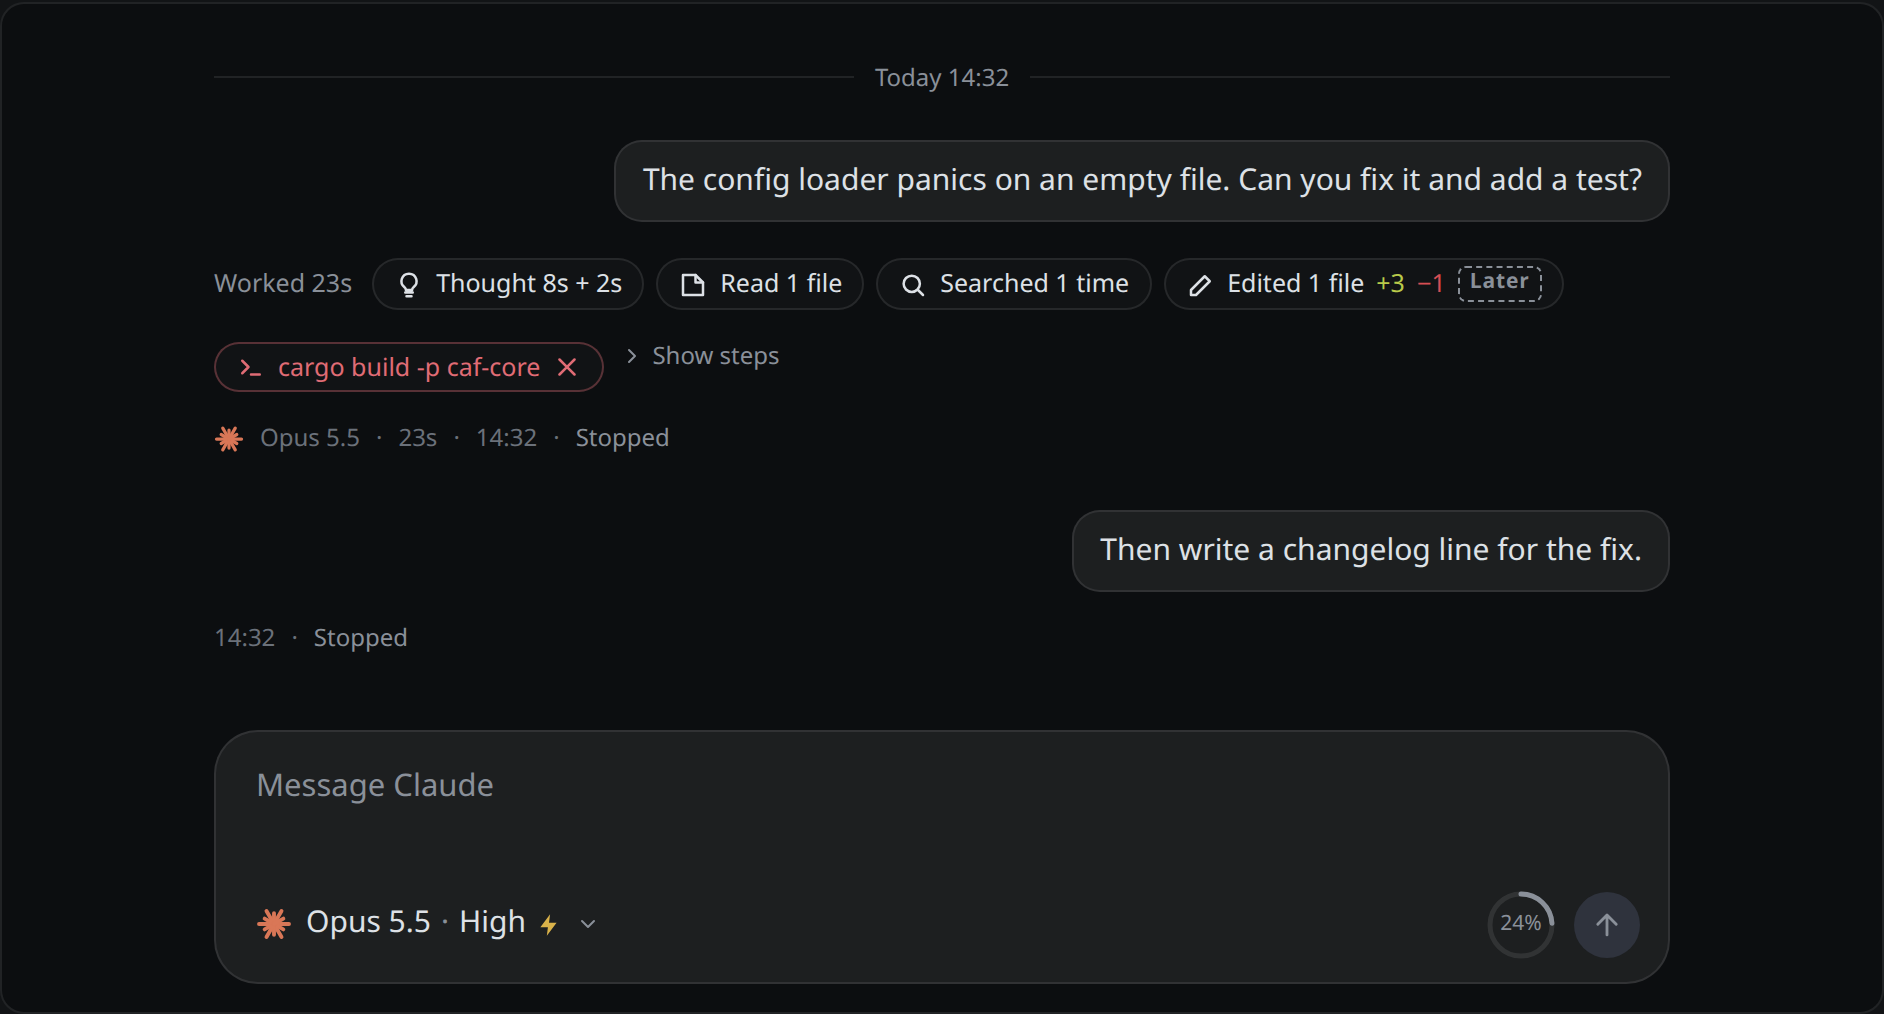 Today 14:32
The config loader panics on an empty file. Can you fix it and add a test?
Worked 23s Thought 8s + 2s Read 1 file Searched 1 time Edited 1 file +3 −1 Later
cargo build -p caf-core Show steps
Opus 5.5 · 23s · 14:32 · Stopped
Then write a changelog line for the fix.
14:32 · Stopped
Message Claude
Opus 5.5 · High 24%